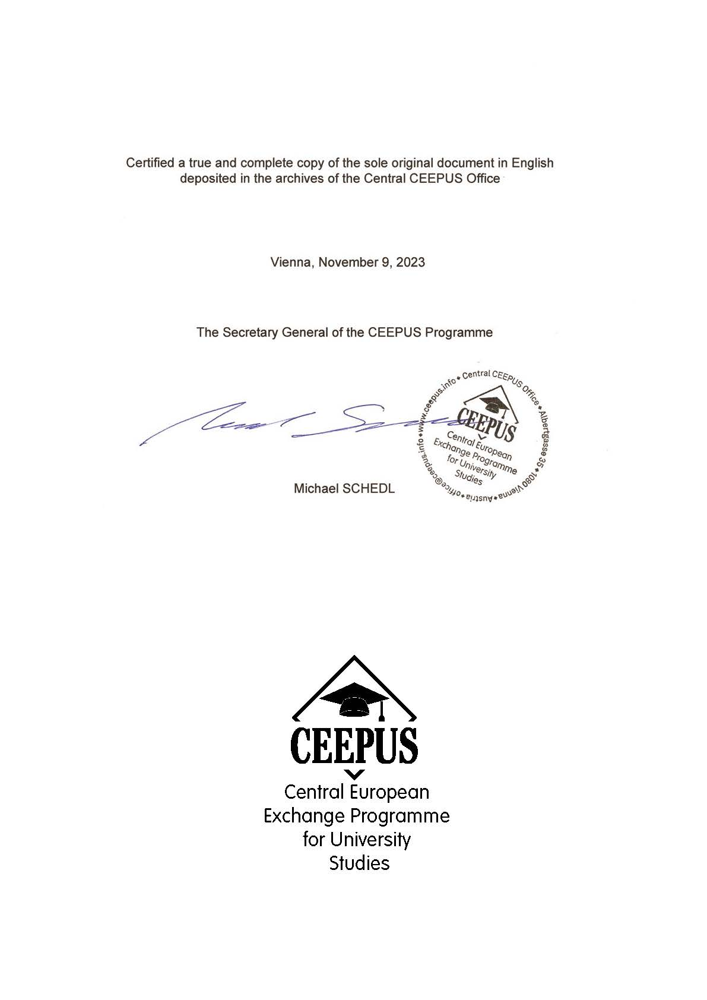 Certified a true and complete copy of the sole original document in English
deposited in the archives of the Central CEEPUS Office
Vienna, November 9, 2023
The Secretary General of the CEEPUS Programme
Central CEEPUS Office ♦ Albertgasse 35 ♦ 1080 Vienna ♦ Austria ♦ office@ceepus.info ♦ www.ceepus.info ♦
CEEPUS
Central European
Exchange Programme
for University
Studies
Michael SCHEDL
CEEPUS
Central European
Exchange Programme
for University
Studies